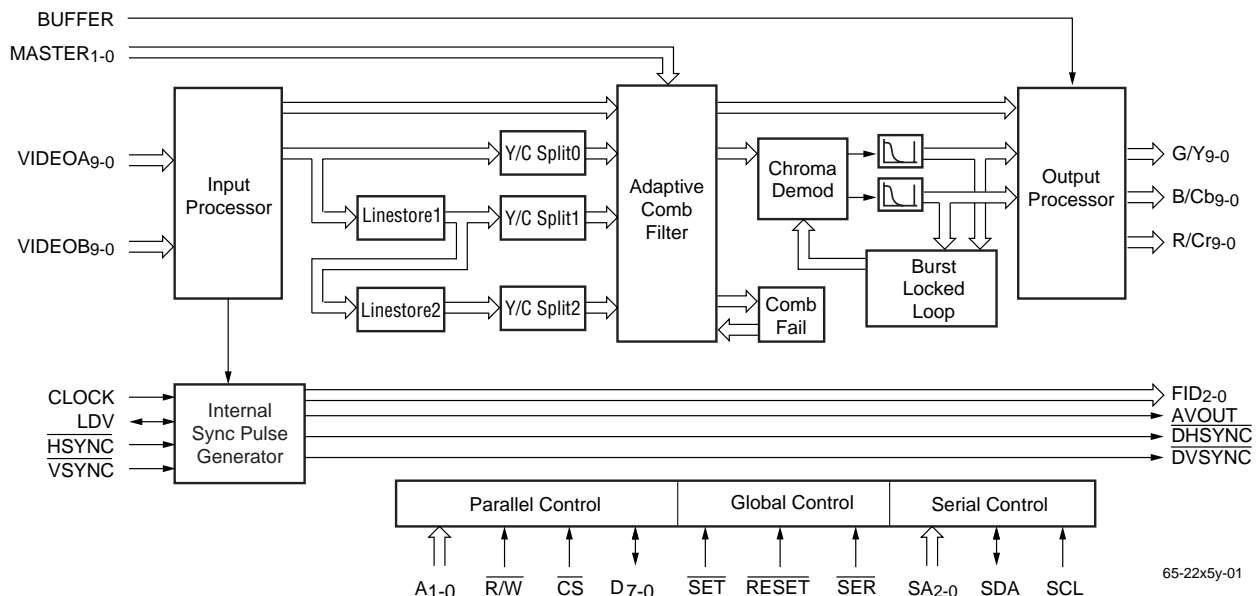 BUFFER
MASTER1-0
VIDEOA9-0
VIDEOB9-0
Input
Processor
Y/C Split0
Linestore1
Y/C Split1
Linestore2
Y/C Split2
Adaptive
Comb
Filter
Chroma
Demod
Comb
Fail
Burst
Locked
Loop
Output
Processor
G/Y9-0
B/Cb9-0
R/Cr9-0
CLOCK
LDV
HSYNC
VSYNC
Internal
Sync Pulse
Generator
FID2-0
AVOUT
DHSYNC
DVSYNC
Parallel Control
Global Control
Serial Control
A1-0
R/W
CS
D7-0
SET
RESET
SER
SA2-0
SDA
SCL
65-22x5y-01